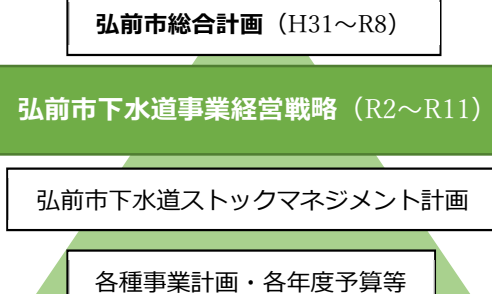 弘前市総合計画（H31～R8）
弘前市下水道事業経営戦略（R2～R11）
弘前市下水道ストックマネジメント計画
各種事業計画・各年度予算等